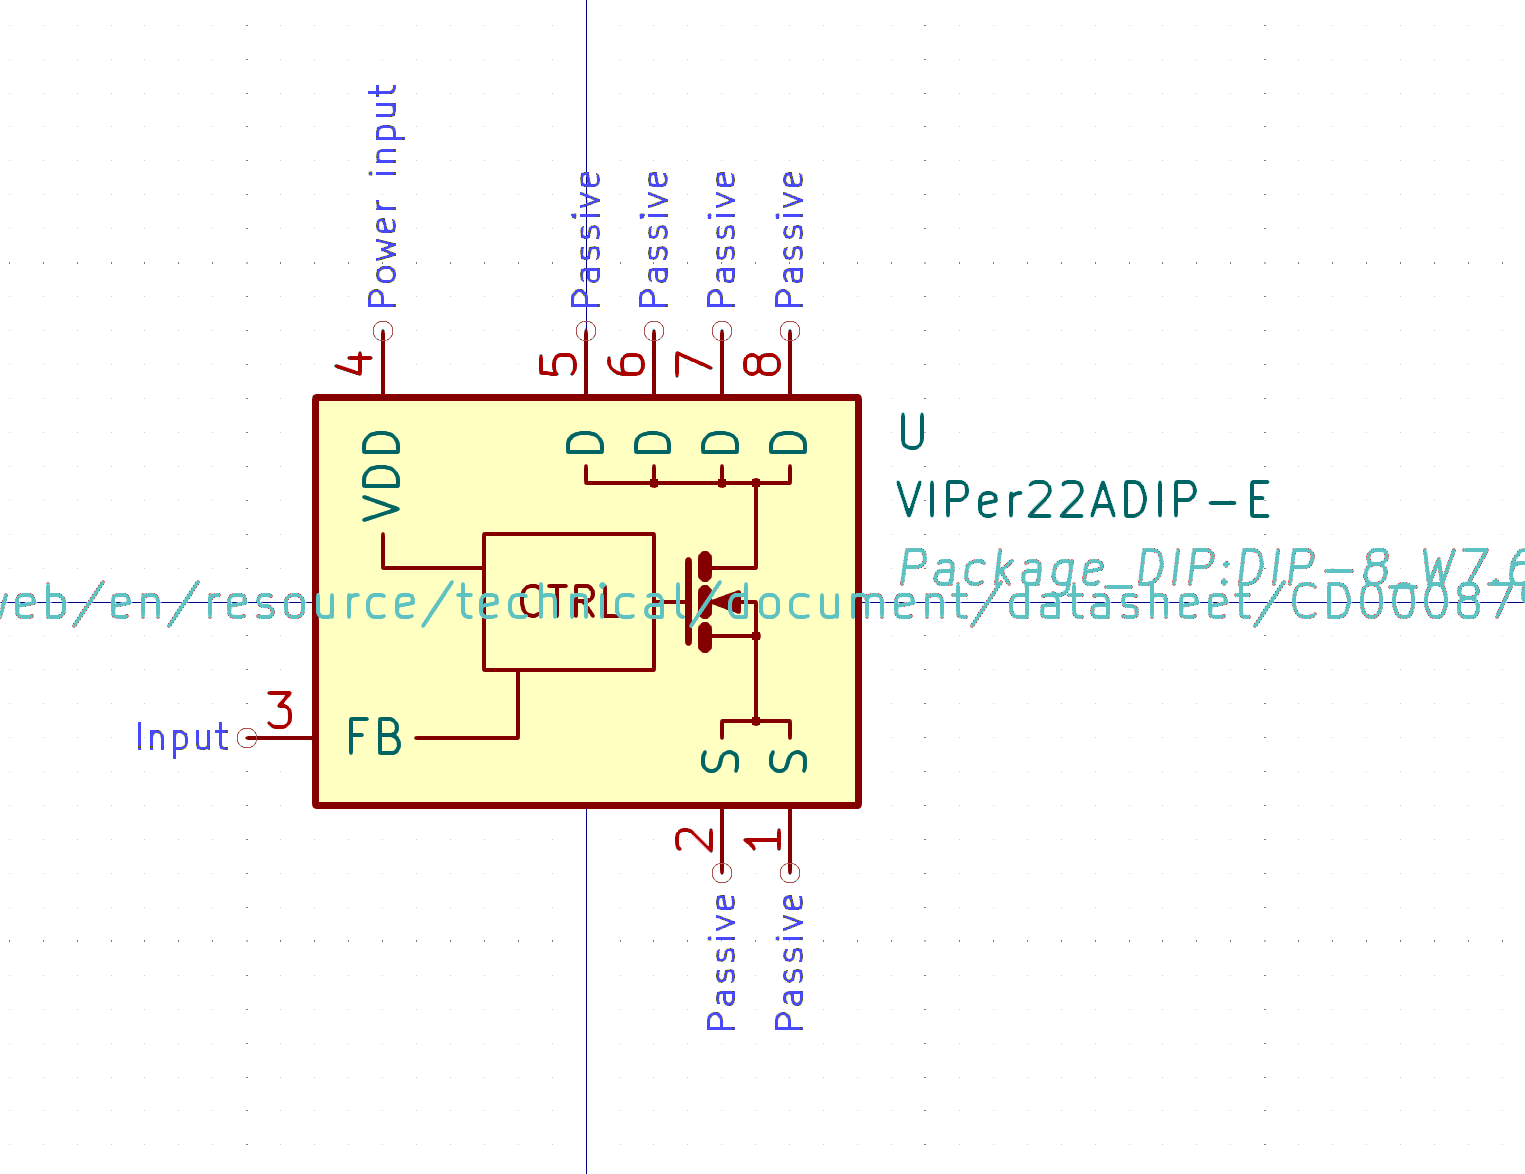 Power input
Passive
Passive
Passive
Passive
4
5
6
7
8
VDD
D
D
D
D
U
VIPer22ADIP-E
Package_DIP:DIP-8_W7.6
CTRL
web/en/resource/technical/document/datasheet/CD00087
3
Input
FB
S
S
2
1
Passive
Passive